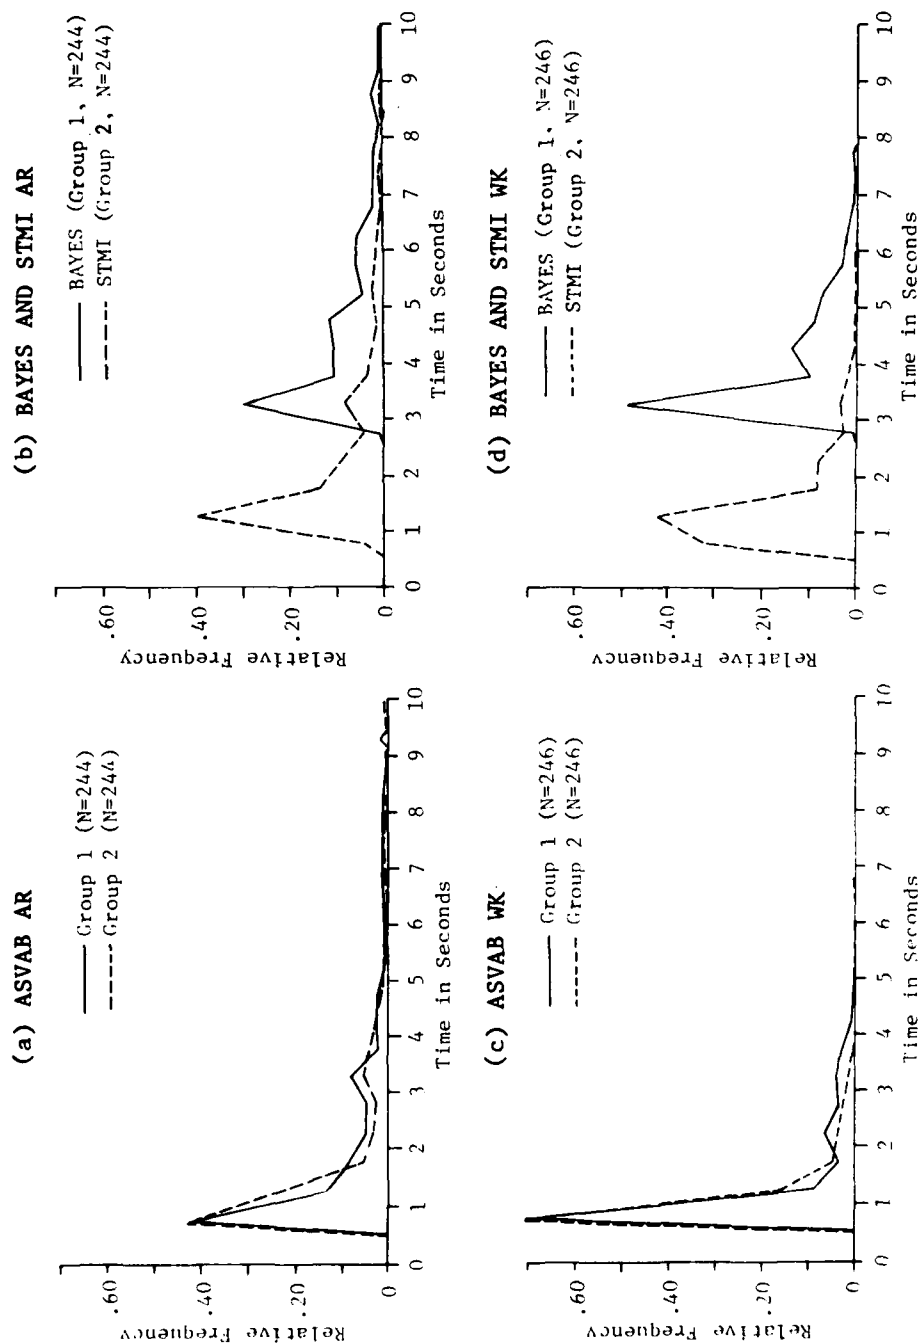 (a) ASVAB AR
Group 1 (N=244)
Group 2 (N=244)
Relative Frequency
.60
.40
.20
0
0 1 2 3 4 5 6 7 8 9 10
Time in Seconds
(b) BAYES AND STMI AR
BAYES (Group 1, N=244)
STMI (Group 2, N=244)
Relative Frequency
.60
.40
.20
0
0 1 2 3 4 5 6 7 8 9 10
Time in Seconds
(c) ASVAB WK
Group 1 (N=246)
Group 2 (N=246)
Relative Frequency
.60
.40
.20
0
0 1 2 3 4 5 6 7 8 9 10
Time in Seconds
(d) BAYES AND STMI WK
BAYES (Group 1, N=246)
STMI (Group 2, N=246)
Relative Frequency
.60
.40
.20
0
0 1 2 3 4 5 6 7 8 9 10
Time in Seconds